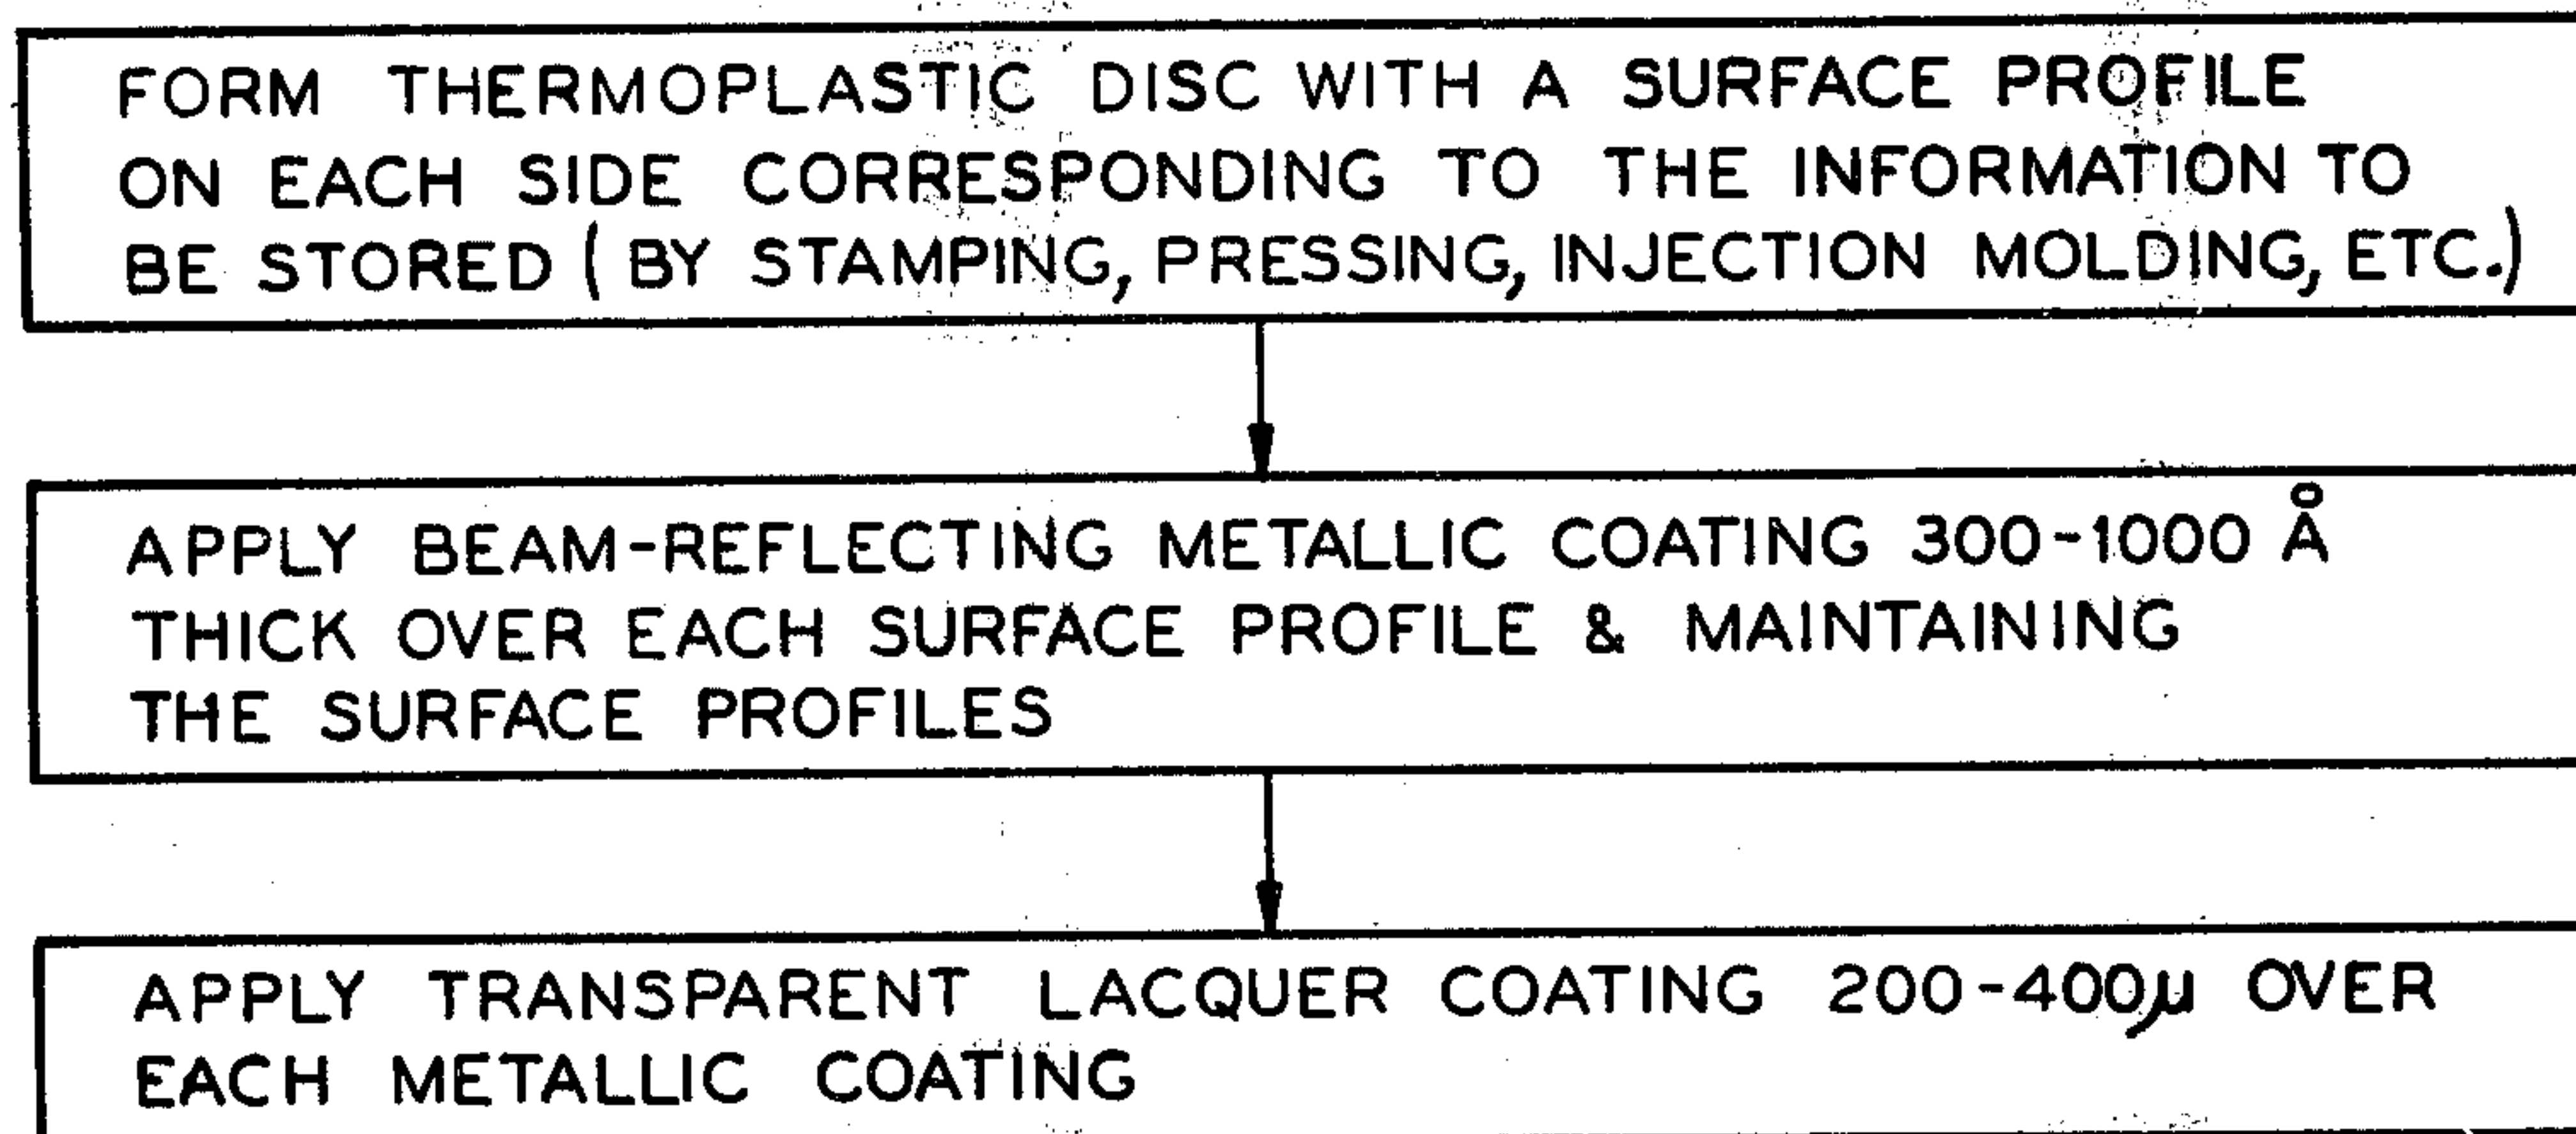 FORM THERMOPLASTIC DISC WITH A SURFACE PROFILE
ON EACH SIDE CORRESPONDING TO THE INFORMATION TO
BE STORED (BY STAMPING, PRESSING, INJECTION MOLDING, ETC.)
APPLY BEAM-REFLECTING METALLIC COATING 300-1000 Å
THICK OVER EACH SURFACE PROFILE & MAINTAINING
THE SURFACE PROFILES
APPLY TRANSPARENT LACQUER COATING 200-400µ OVER
EACH METALLIC COATING